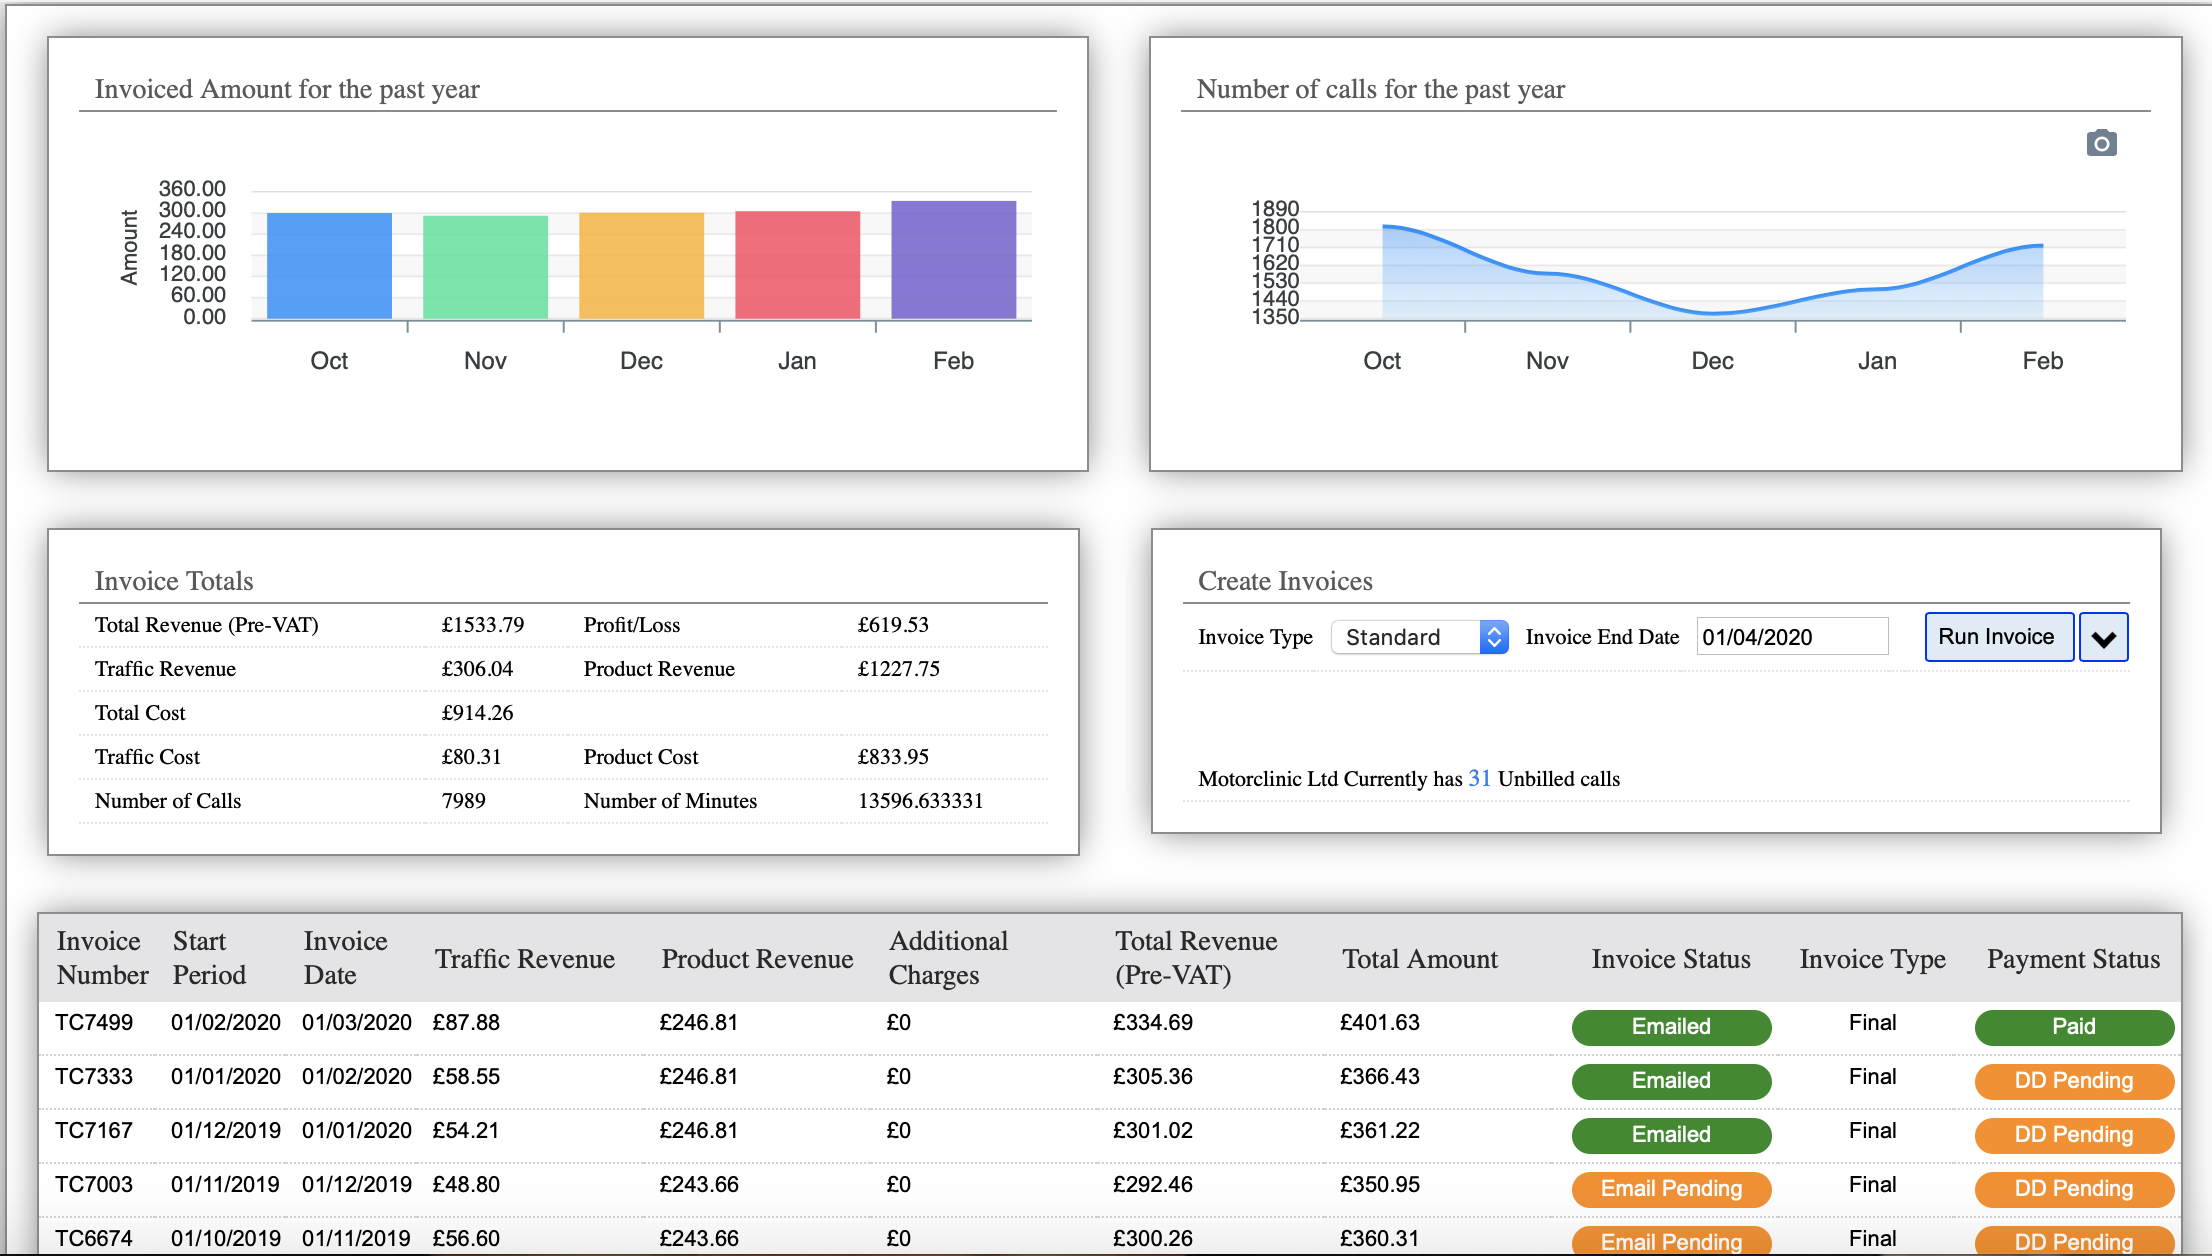 Invoiced Amount for the past year
Amount
360.00
300.00
240.00
180.00
120.00
60.00
0.00
Oct Nov Dec Jan Feb
Number of calls for the past year
1890
1800
1710
1620
1530
1440
1350
Oct Nov Dec Jan Feb
Invoice Totals
Total Revenue (Pre-VAT) £1533.79 Profit/Loss £619.53
Traffic Revenue £306.04 Product Revenue £1227.75
Total Cost £914.26
Traffic Cost £80.31 Product Cost £833.95
Number of Calls 7989 Number of Minutes 13596.633331
Create Invoices
Invoice Type Standard Invoice End Date 01/04/2020 Run Invoice
Motorclinic Ltd Currently has 31 Unbilled calls
Invoice Number Start Period Invoice Date Traffic Revenue Product Revenue Additional Charges Total Revenue (Pre-VAT) Total Amount Invoice Status Invoice Type Payment Status
TC7499 01/02/2020 01/03/2020 £87.88 £246.81 £0 £334.69 £401.63 Emailed Final Paid
TC7333 01/01/2020 01/02/2020 £58.55 £246.81 £0 £305.36 £366.43 Emailed Final DD Pending
TC7167 01/12/2019 01/01/2020 £54.21 £246.81 £0 £301.02 £361.22 Emailed Final DD Pending
TC7003 01/11/2019 01/12/2019 £48.80 £243.66 £0 £292.46 £350.95 Email Pending Final DD Pending
TC6674 01/10/2019 01/11/2019 £56.60 £243.66 £0 £300.26 £360.31 Email Pending Final DD Pending